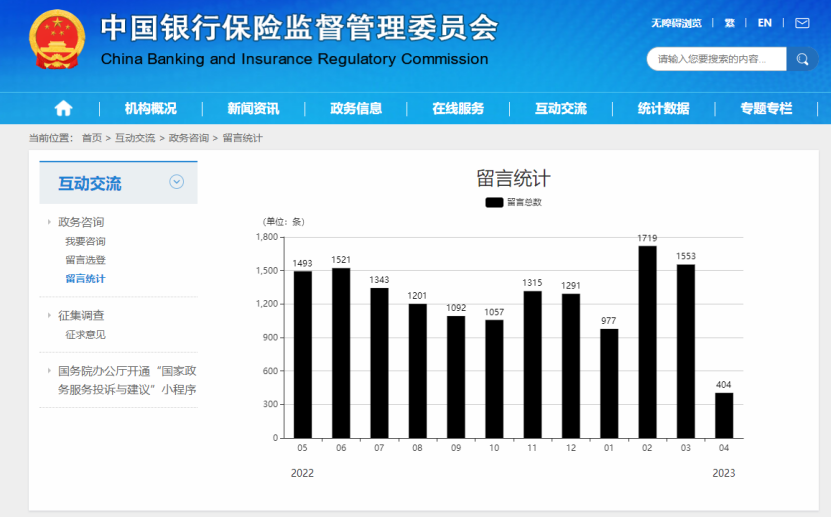 中国银行保险监督管理委员会
China Banking and Insurance Regulatory Commission
无障碍浏览 | 繁 | EN |
请输入您要搜索的内容...
机构概况 | 新闻资讯 | 政务信息 | 在线服务 | 互动交流 | 统计数据 | 专题专栏
当前位置: 首页 > 互动交流 > 政务咨询 > 留言统计
互动交流
政务咨询
我要咨询
留言选登
留言统计
征集调查
征求意见
国务院办公厅开通“国家政
务服务投诉与建议”小程序
留言统计
留言总数
(单位: 条)
1,800
1,500
1,200
900
600
300
0
1493
1521
1343
1201
1092
1057
1315
1291
977
1719
1553
404
05 06 07 08 09 10 11 12 01 02 03 04
2022 2023